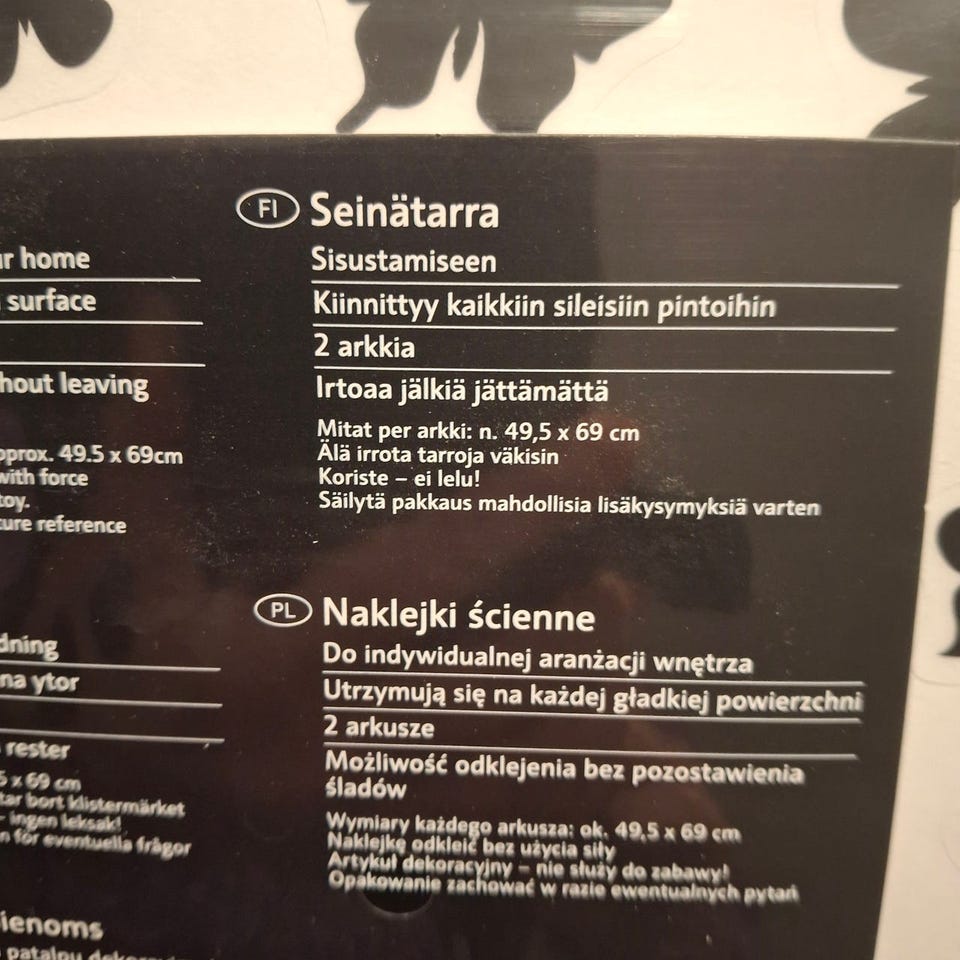 r home
surface
hout leaving
pprox. 49.5 x 69cm
with force
toy.
ure reference
dning
na ytor
rester
5 x 69 cm
tar bort klistermärket
- ingen leksak!
n för eventuella frågor
ienoms
patalpų
FI Seinätarra
Sisustamiseen
Kiinnittyy kaikkiin sileisiin pintoihin
2 arkkia
Irtoaa jälkiä jättämättä
Mitat per arkki: n. 49,5 x 69 cm
Älä irrota tarroja väkisin
Koriste – ei lelu!
Säilytä pakkaus mahdollisia lisäkysymyksiä varten
PL Naklejki ścienne
Do indywidualnej aranżacji wnętrza
Utrzymują się na każdej gładkiej powierzchni
2 arkusze
Możliwość odklejenia bez pozostawienia
śladów
Wymiary każdego arkusza: ok. 49,5 x 69 cm
Naklejkę odkleić bez użycia siły
Artykuł dekoracyjny – nie służy do zabawy!
Opakowanie zachować w razie ewentualnych pytań